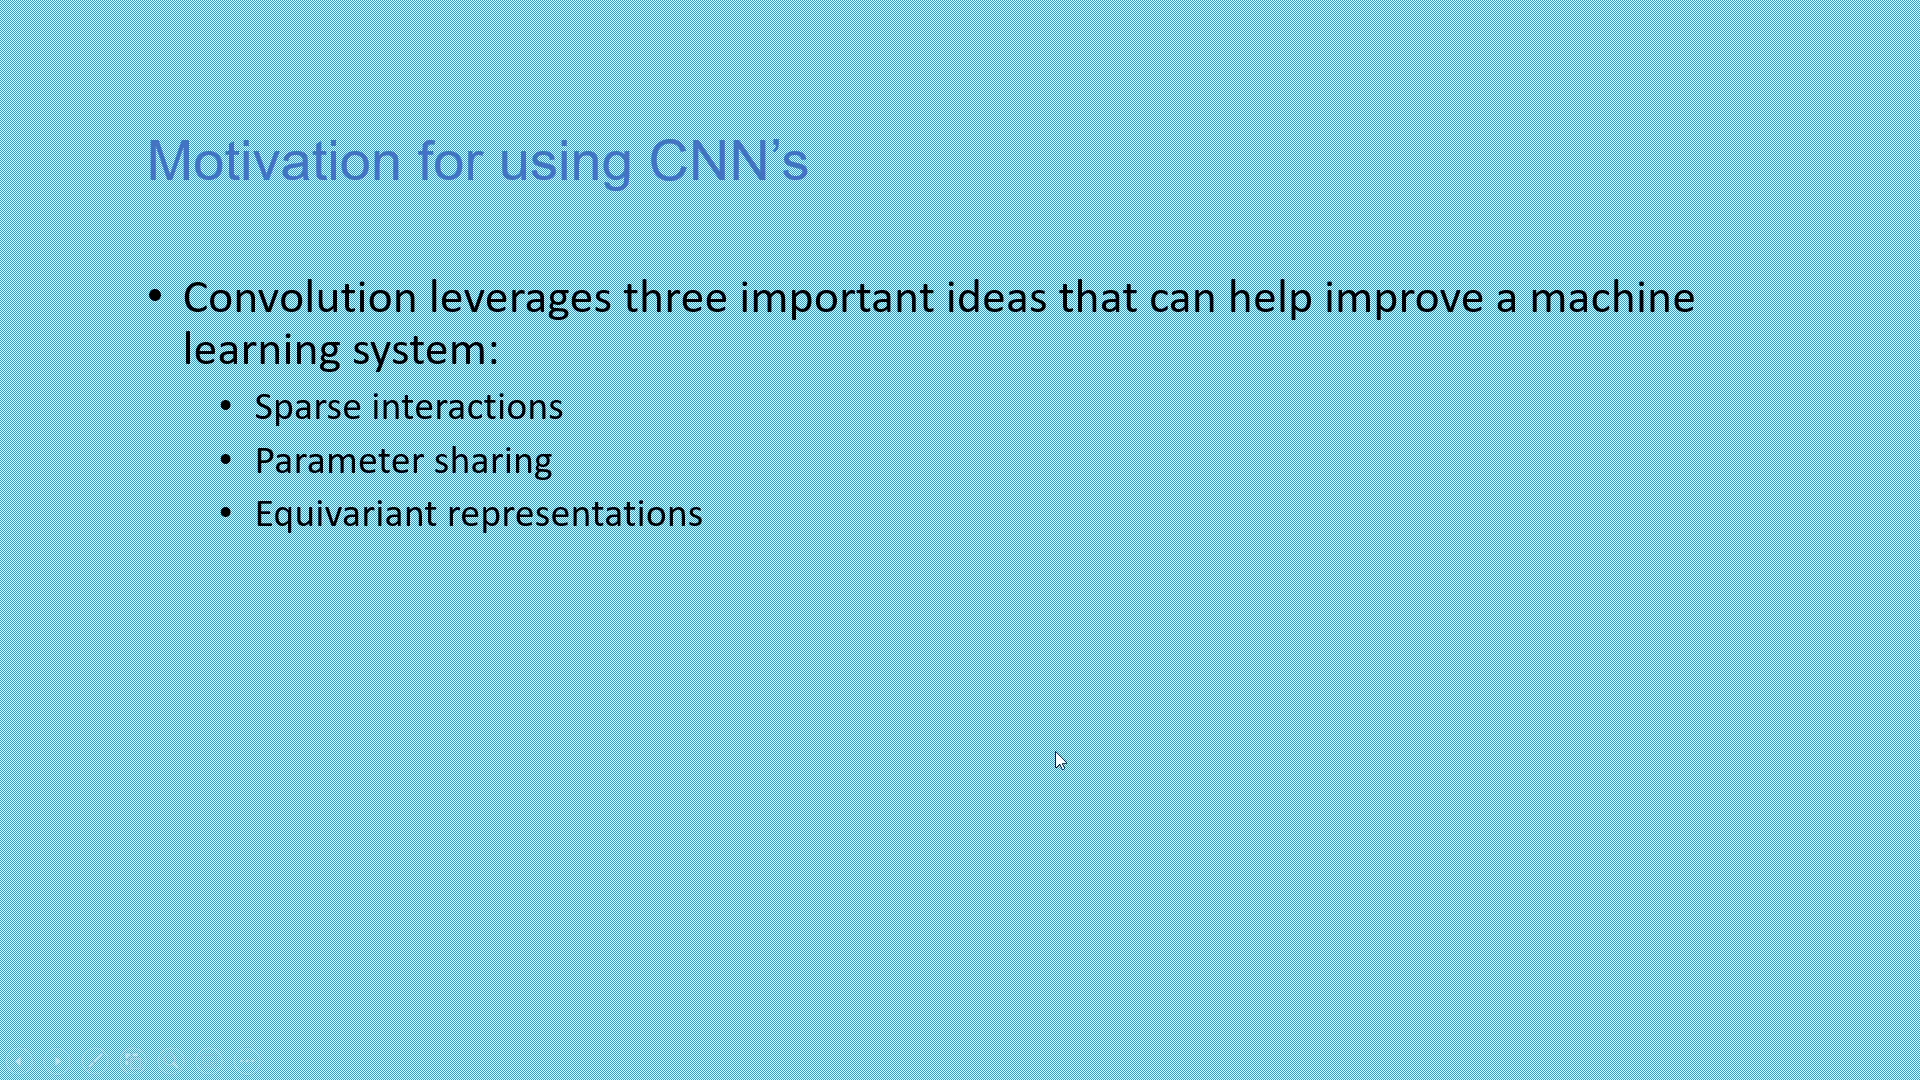 Motivation for using CNN’s
• Convolution leverages three important ideas that can help improve a machine
learning system:
• Sparse interactions
• Parameter sharing
• Equivariant representations